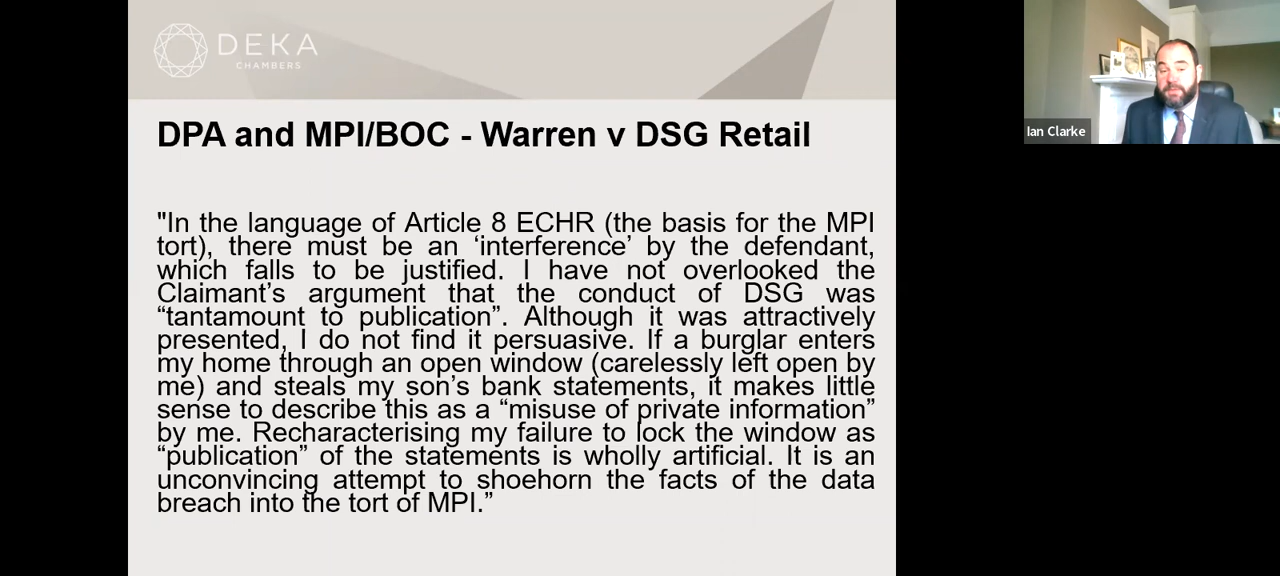 DEKA
CHAMBERS
Ian Clarke
DPA and MPI/BOC - Warren v DSG Retail
"In the language of Article 8 ECHR (the basis for the MPI
tort), there must be an ‘interference’ by the defendant,
which falls to be justified. I have not overlooked the
Claimant’s argument that the conduct of DSG was
“tantamount to publication”. Although it was attractively
presented, I do not find it persuasive. If a burglar enters
my home through an open window (carelessly left open by
me) and steals my son’s bank statements, it makes little
sense to describe this as a “misuse of private information”
by me. Recharacterising my failure to lock the window as
“publication” of the statements is wholly artificial. It is an
unconvincing attempt to shoehorn the facts of the data
breach into the tort of MPI.”